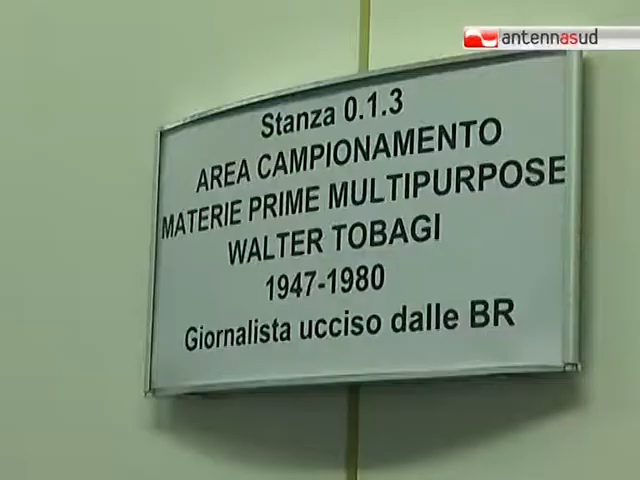 antennasud
Stanza 0.1.3
AREA CAMPIONAMENTO
MATERIE PRIME MULTIPURPOSE
WALTER TOBAGI
1947-1980
Giornalista ucciso dalle BR